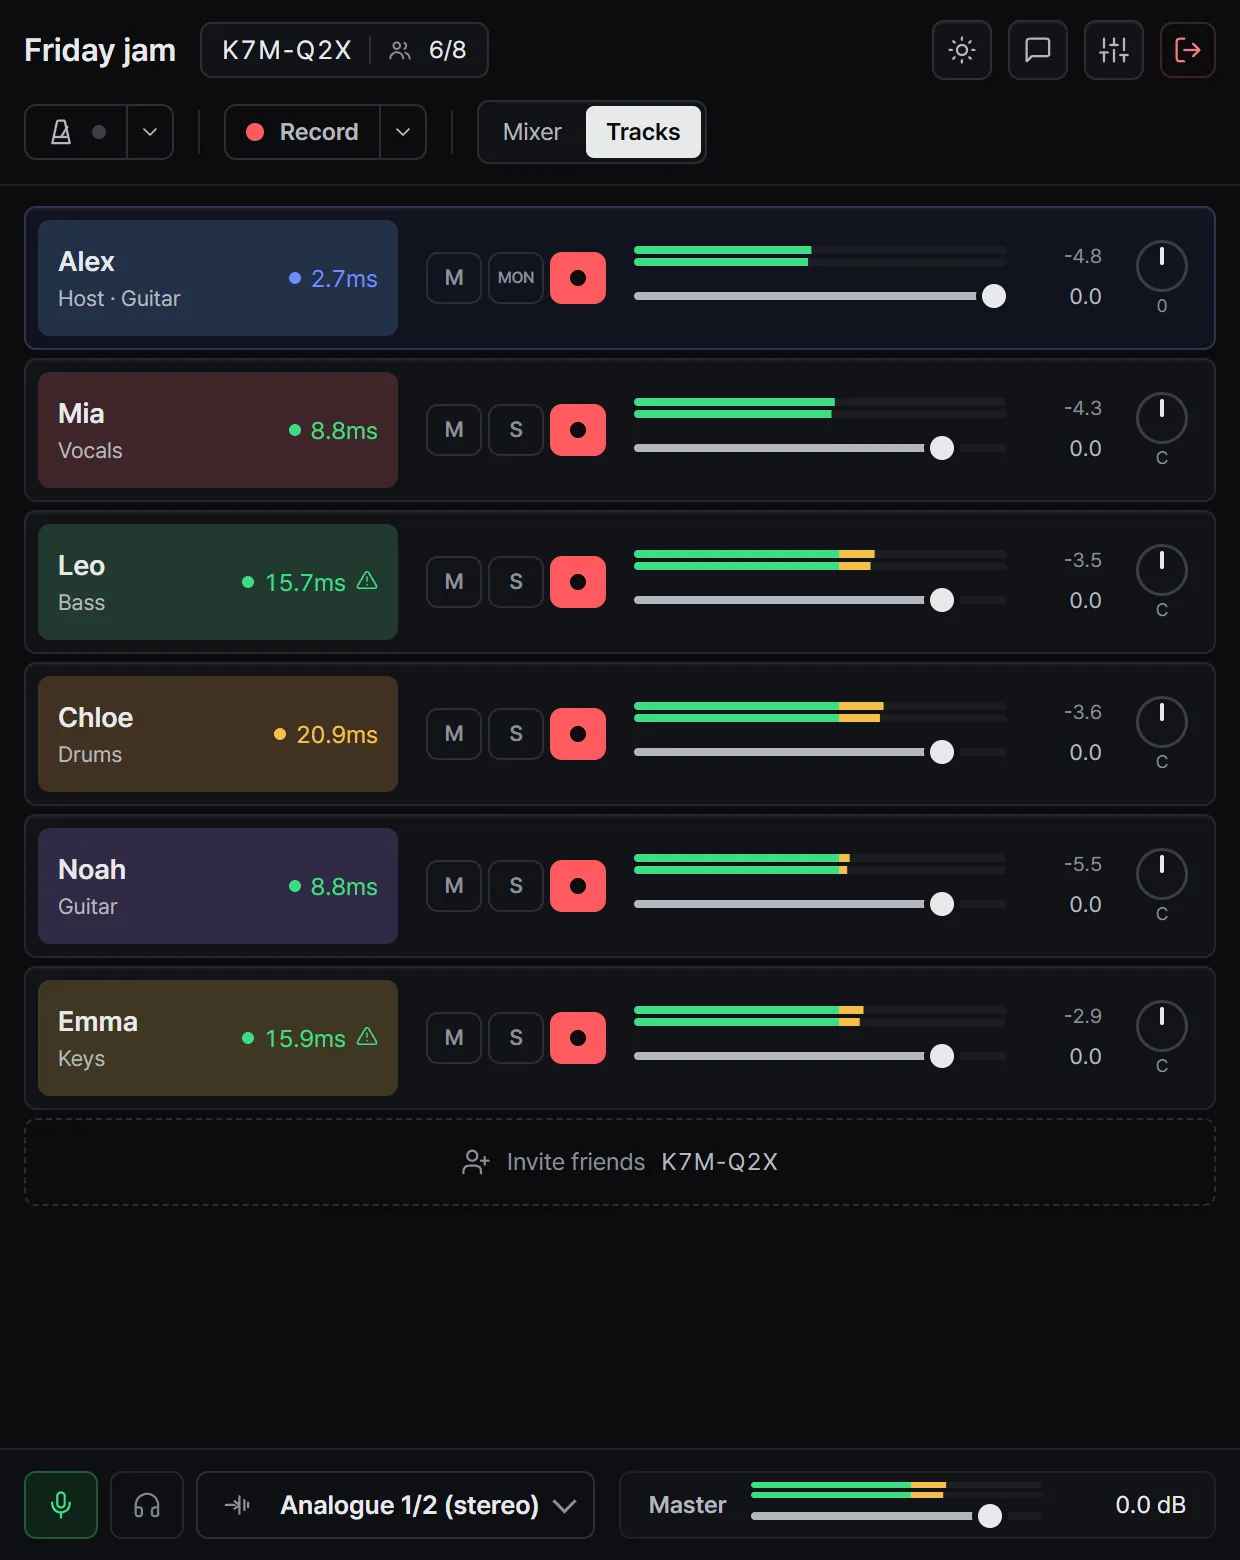 Friday jam
K7M-Q2X 6/8
Record
Mixer Tracks
Alex
Host · Guitar
2.7ms
M MON
-4.8
0.0
0
Mia
Vocals
8.8ms
M S
-4.3
0.0
C
Leo
Bass
15.7ms
M S
-3.5
0.0
C
Chloe
Drums
20.9ms
M S
-3.6
0.0
C
Noah
Guitar
8.8ms
M S
-5.5
0.0
C
Emma
Keys
15.9ms
M S
-2.9
0.0
C
Invite friends K7M-Q2X
Analogue 1/2 (stereo)
Master
0.0 dB